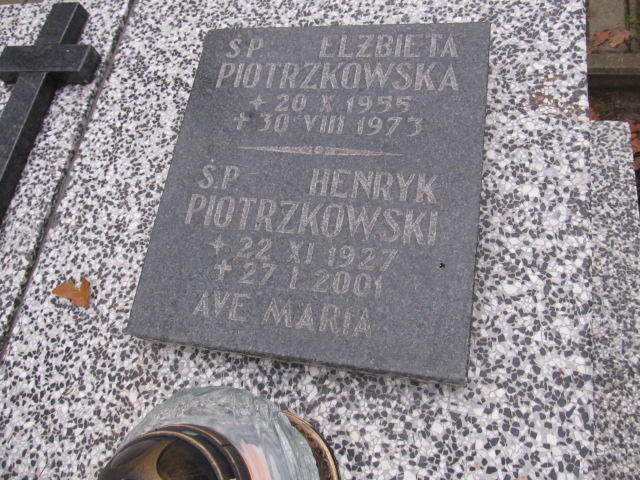 Ś.P. ELŻBIETA
PIOTRZKOWSKA
* 20 X 1955
+ 30 VIII 1973
Ś.P. HENRYK
PIOTRZKOWSKI
* 22 XI 1927
+ 27 I 2001
AVE MARIA